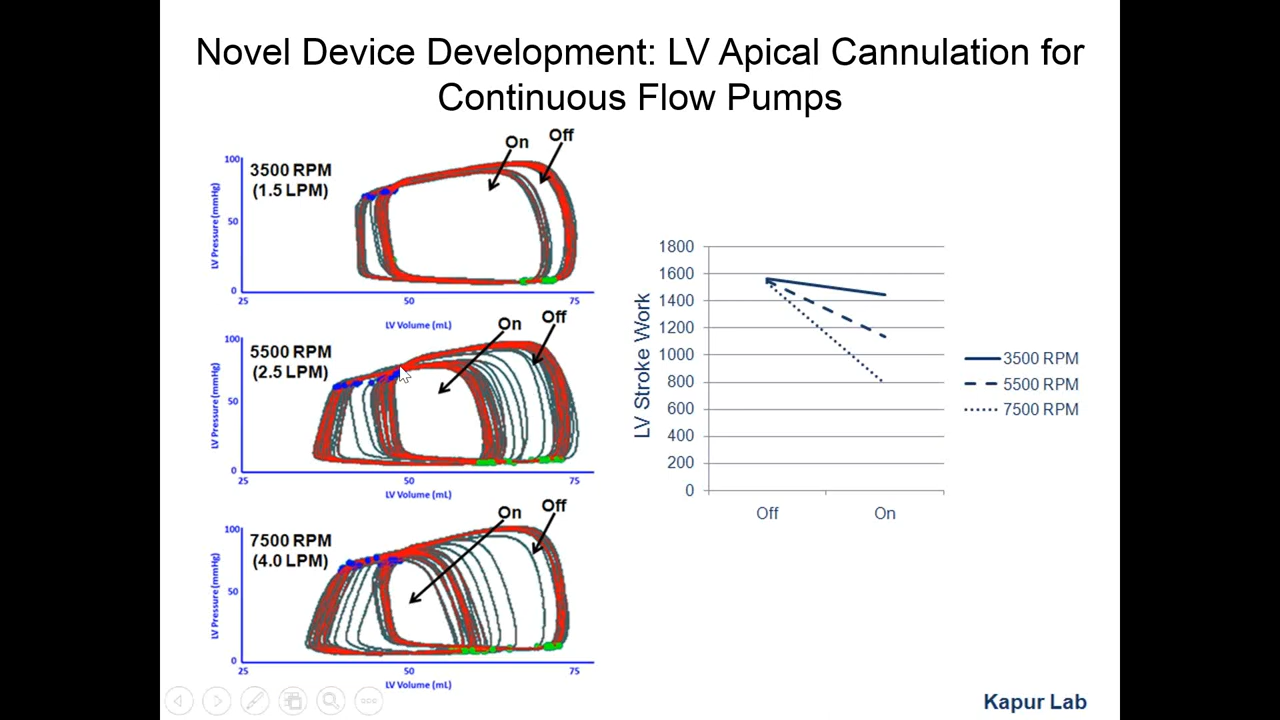 Novel Device Development: LV Apical Cannulation for
Continuous Flow Pumps
On
Off
3500 RPM
(1.5 LPM)
LV Pressure (mmHg)
100
50
0
25
50
75
LV Volume (mL)
On
Off
5500 RPM
(2.5 LPM)
LV Pressure (mmHg)
100
50
0
25
50
75
LV Volume (mL)
On
Off
7500 RPM
(4.0 LPM)
LV Pressure (mmHg)
100
50
0
25
50
75
LV Volume (mL)
LV Stroke Work
1800
1600
1400
1200
1000
800
600
400
200
0
Off
On
3500 RPM
5500 RPM
7500 RPM
Kapur Lab